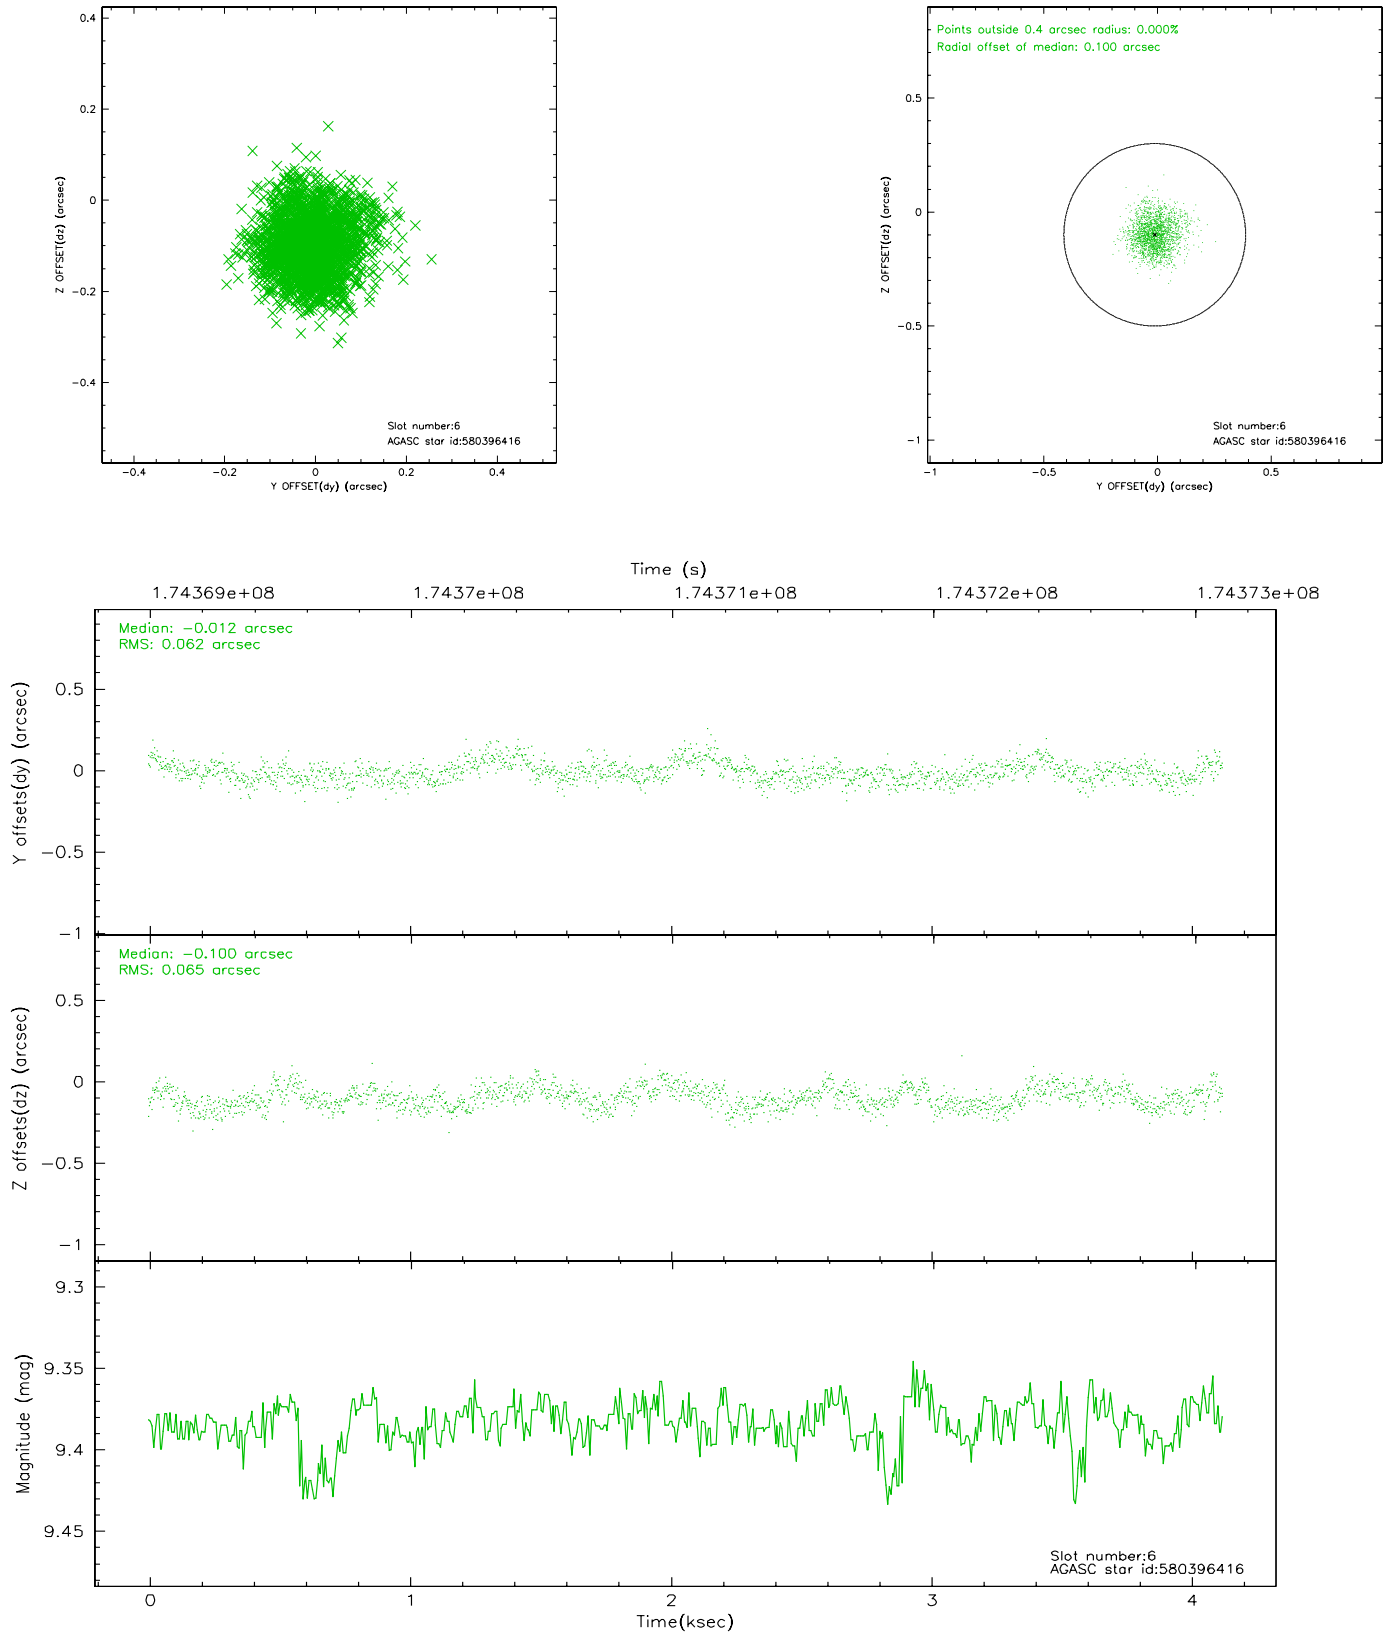 0.4
0.2
0
−0.2
−0.4
Z OFFSET(dz) (arcsec)
Slot number:6
AGASC star id:580396416
−0.4 −0.2 0 0.2 0.4
Y OFFSET(dy) (arcsec)
Points outside 0.4 arcsec radius: 0.000%
Radial offset of median: 0.100 arcsec
0.5
0
−0.5
−1
Z OFFSET(dz) (arcsec)
Slot number:6
AGASC star id:580396416
−1 −0.5 0 0.5
Y OFFSET(dy) (arcsec)
Time (s)
1.74369e+08 1.7437e+08 1.74371e+08 1.74372e+08 1.74373e+08
Median: −0.012 arcsec
RMS: 0.062 arcsec
0.5
0
−0.5
−1
Y offsets(dy) (arcsec)
Median: −0.100 arcsec
RMS: 0.065 arcsec
0.5
0
−0.5
−1
Z offsets(dz) (arcsec)
9.3
9.35
9.4
9.45
Magnitude (mag)
Slot number:6
AGASC star id:580396416
0 1 2 3 4
Time(ksec)